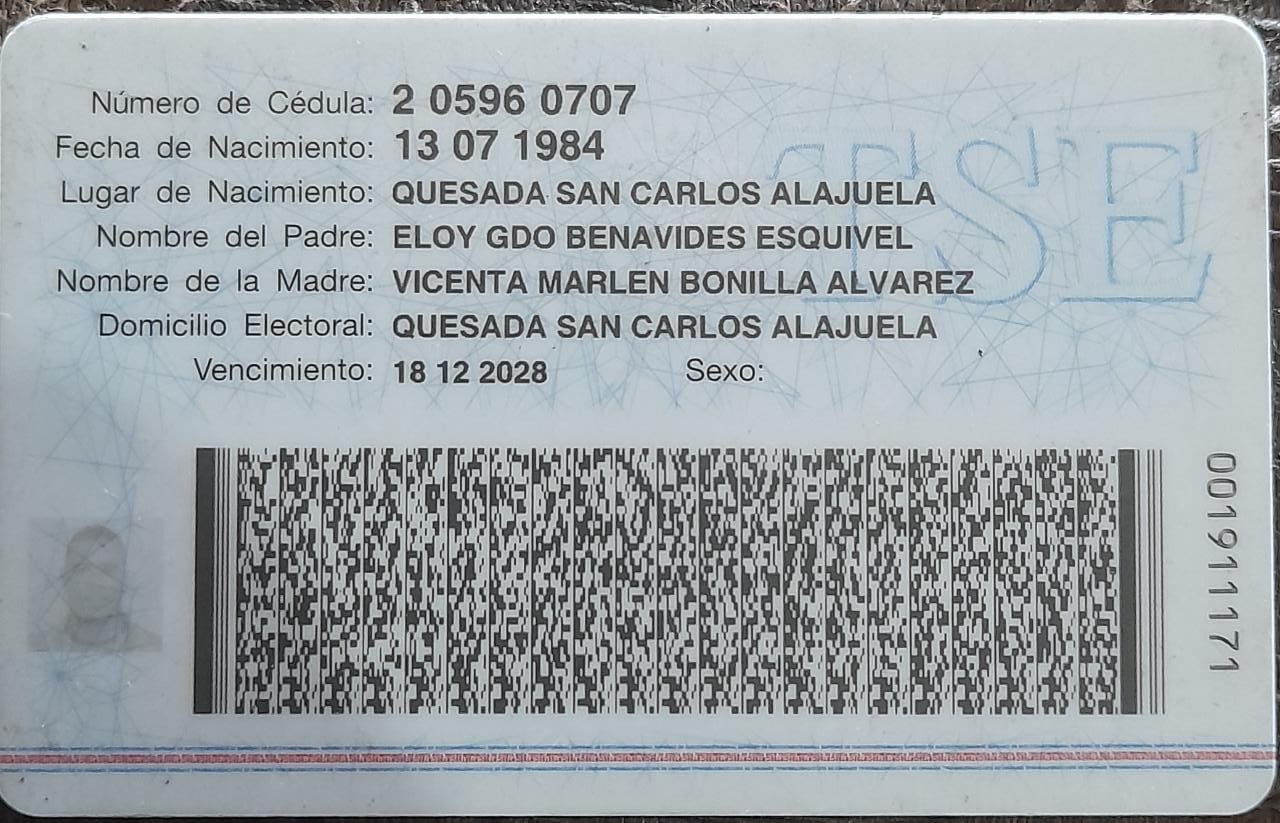 Número de Cédula: 2 0596 0707
Fecha de Nacimiento: 13 07 1984
Lugar de Nacimiento: QUESADA SAN CARLOS ALAJUELA
Nombre del Padre: ELOY GDO BENAVIDES ESQUIVEL
Nombre de la Madre: VICENTA MARLEN BONILLA ALVAREZ
Domicilio Electoral: QUESADA SAN CARLOS ALAJUELA
Vencimiento: 18 12 2028 Sexo:
TSE
001911171